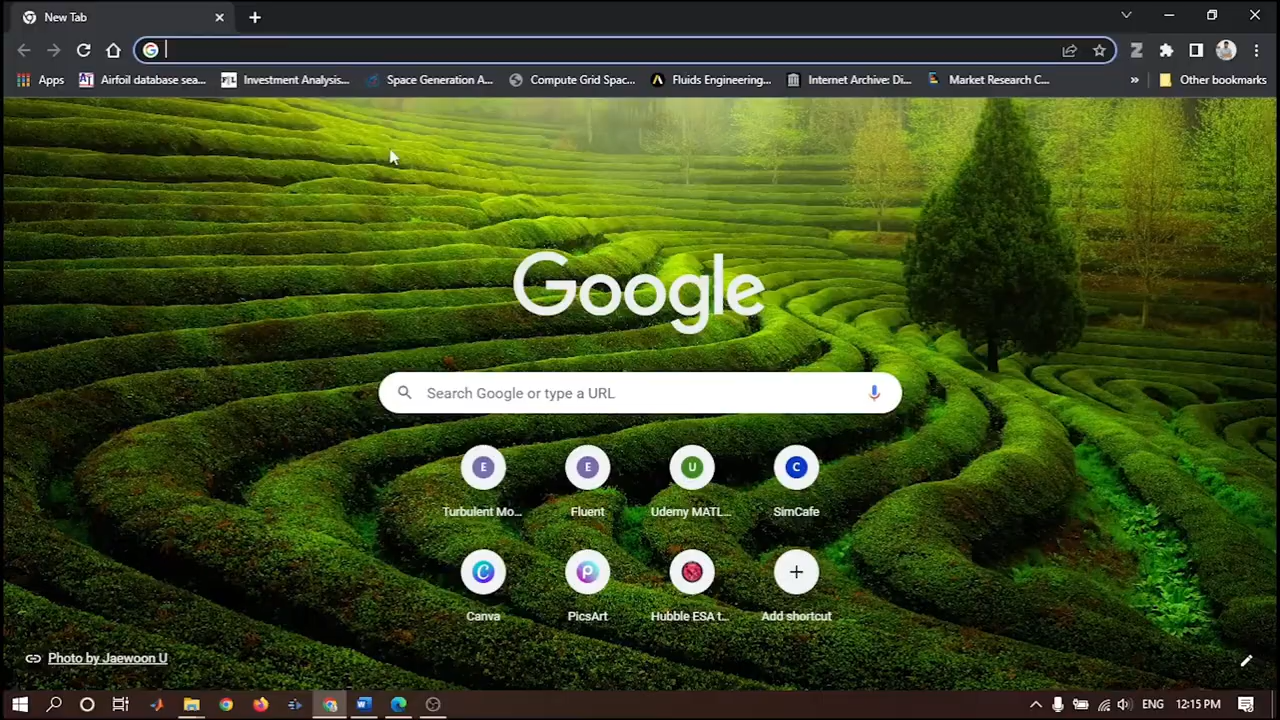 New Tab
Apps
Airfoil database sea...
Investment Analysis...
Space Generation A...
Compute Grid Spac...
Fluids Engineering...
Internet Archive: Di...
Market Research C...
»
Other bookmarks
Google
Search Google or type a URL
E
E
U
C
Turbulent Mo...
Fluent
Udemy MATL...
SimCafe
Canva
PicsArt
Hubble ESA t...
Add shortcut
Photo by Jaewoon U
ENG
12:15 PM